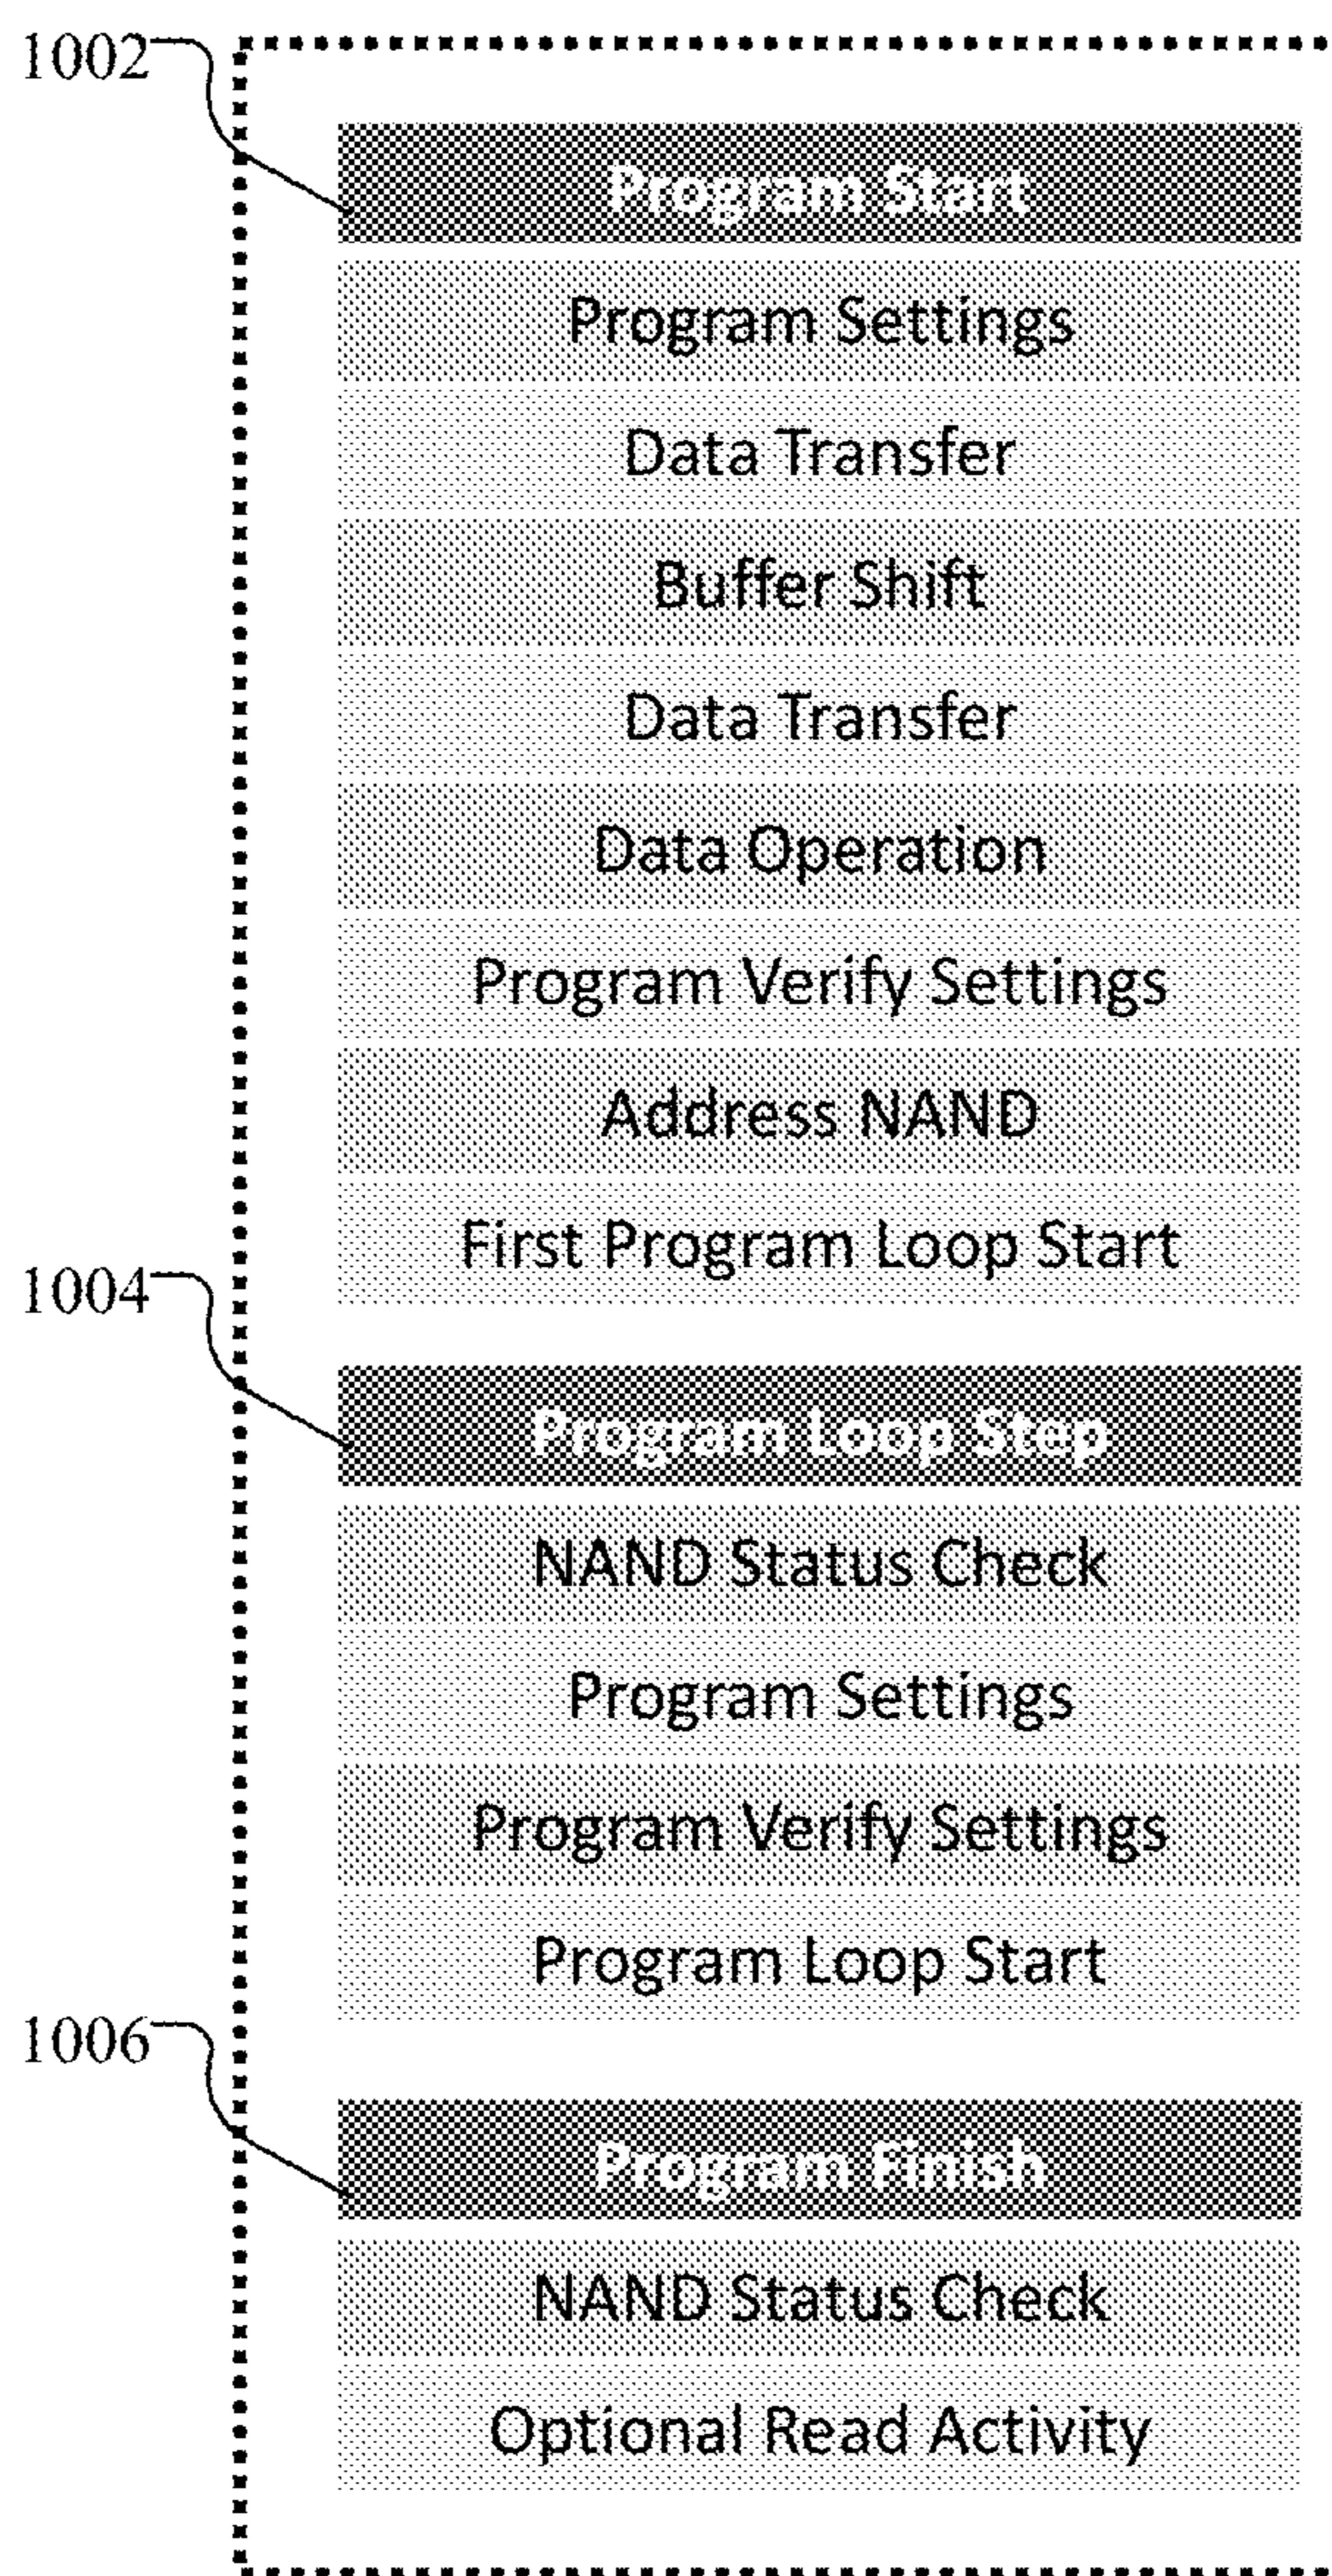 1002
Program Start
Program Settings
Data Transfer
Buffer Shift
Data Transfer
Data Operation
Program Verify Settings
Address NAND
First Program Loop Start
1004
Program Loop Step
NAND Status Check
Program Settings
Program Verify Settings
Program Loop Start
1006
Program Finish
NAND Status Check
Optional Read Activity